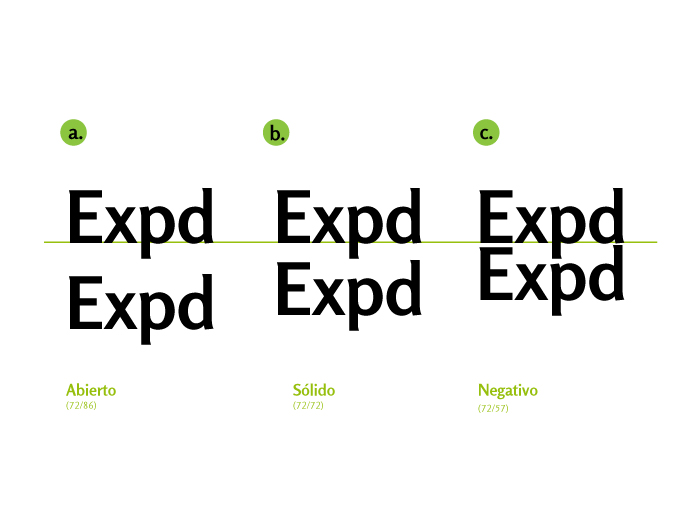 a.
Expd
Expd
Abierto
(72/86)
b.
Expd
Expd
Sólido
(72/72)
c.
Expd
Expd
Negativo
(72/57)